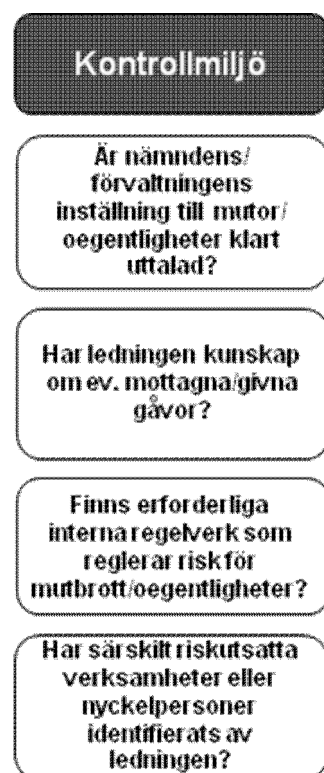 Kontrollmiljö
Är nämndens/
förvaltningens
inställning till mutor/
oegentligheter klart
uttalad?
Har ledningen kunskap
om ev. mottagna/givna
gåvor?
Finns erforderliga
interna regelverk som
reglerar risk för
mutbrott/oegentligheter?
Har särskilt riskutsatta
verksamheter eller
nyckelpersoner
identifierats av
ledningen?